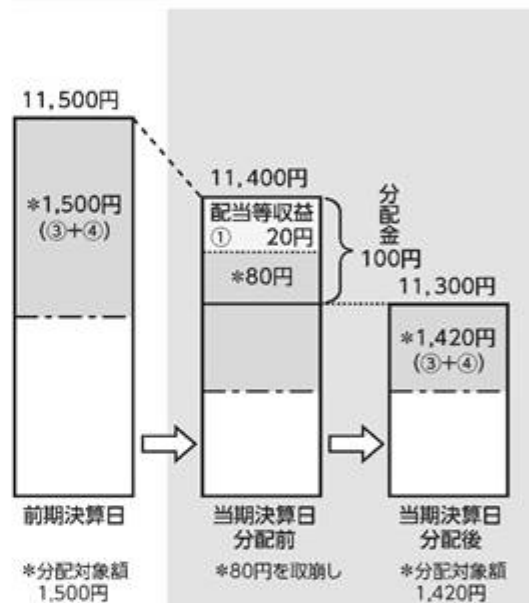 11,500円
*1,500円
(③+④)
11,400円
配当等収益
① 20円
*80円
分配金
100円
11,300円
*1,420円
(③+④)
前期決算日
当期決算日
分配前
当期決算日
分配後
*分配対象額
1,500円
*80円を取崩し
*分配対象額
1,420円